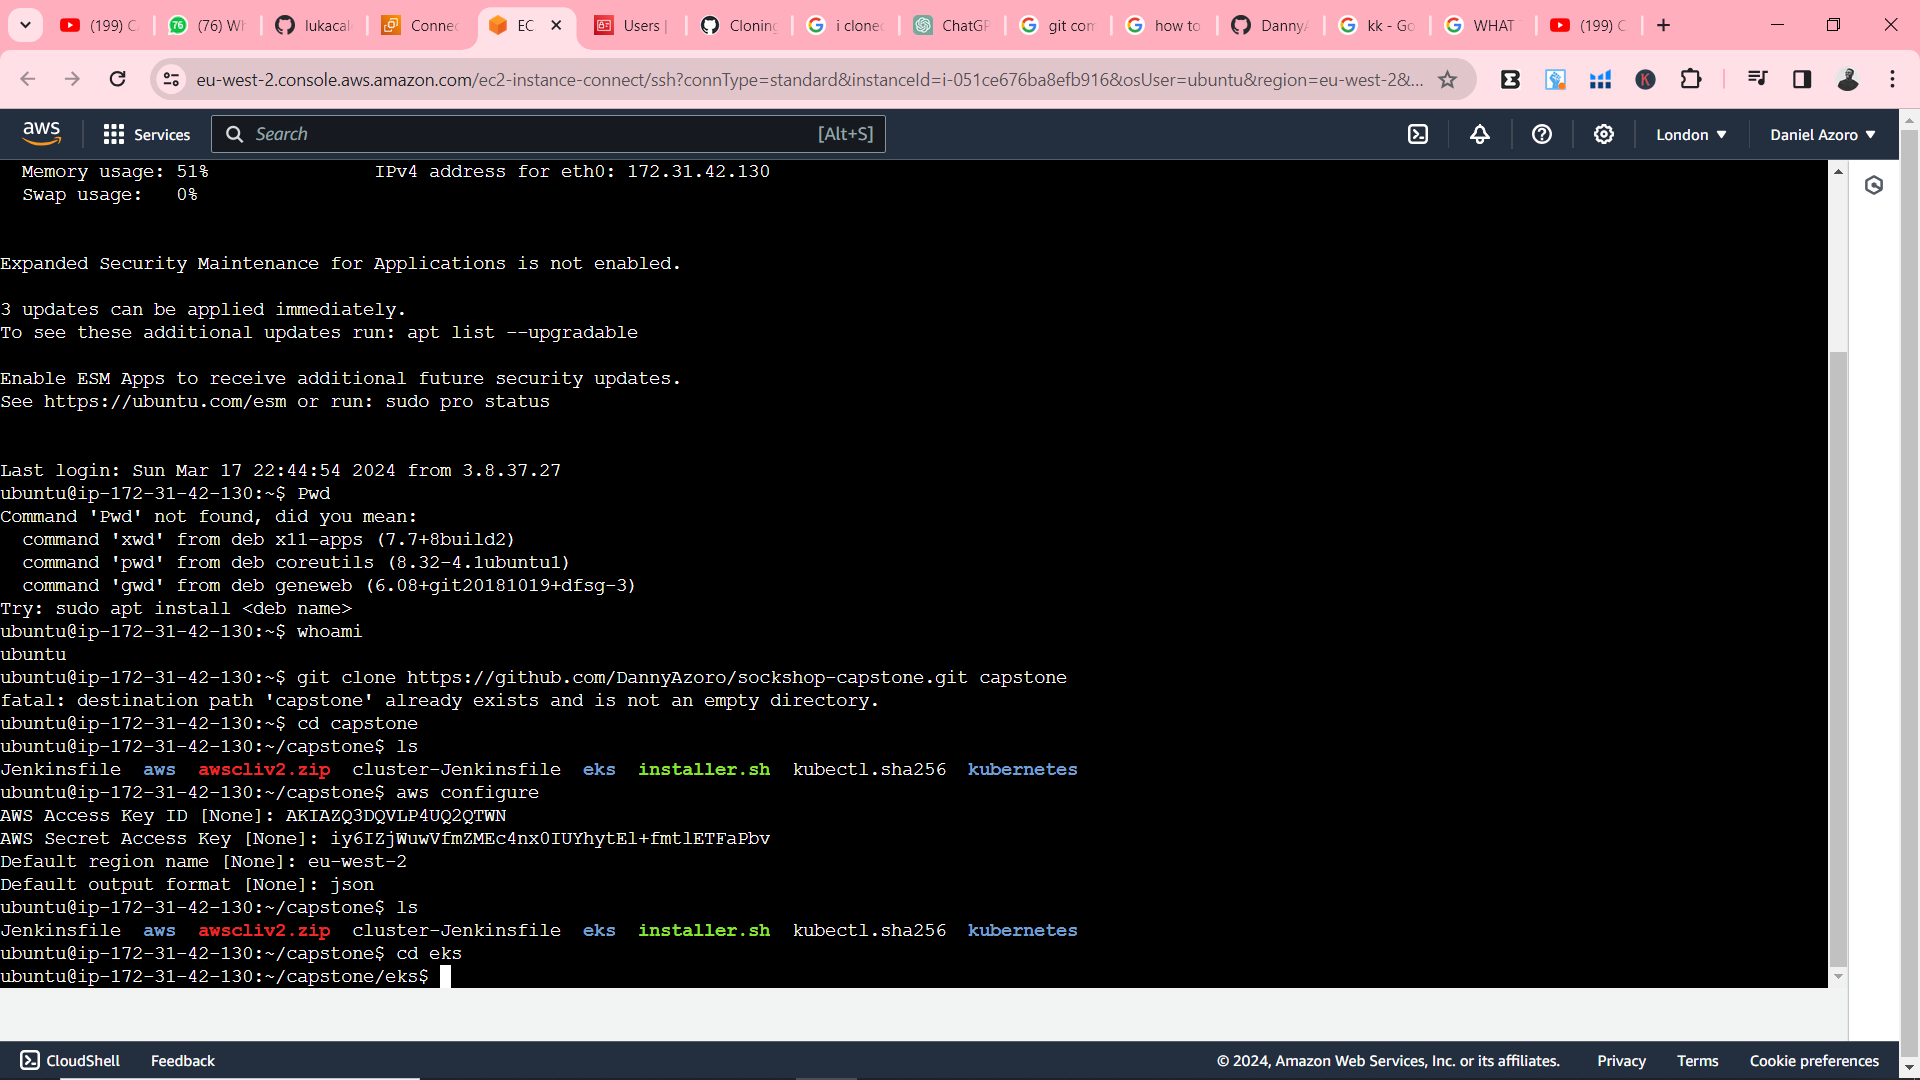 (199) C
(76) Wh
lukacal
Connec
EC
Users |
Cloning
i cloned
ChatGP
git com
how to
DannyA
kk - Go
WHAT
(199) C
eu-west-2.console.aws.amazon.com/ec2-instance-connect/ssh?connType=standard&instanceId=i-051ce676ba8efb916&osUser=ubuntu&region=eu-west-2&...
aws Services Search [Alt+S] London ▼ Daniel Azoro ▼
Memory usage: 51% IPv4 address for eth0: 172.31.42.130
Swap usage: 0%
Expanded Security Maintenance for Applications is not enabled.
3 updates can be applied immediately.
To see these additional updates run: apt list --upgradable
Enable ESM Apps to receive additional future security updates.
See https://ubuntu.com/esm or run: sudo pro status
Last login: Sun Mar 17 22:44:54 2024 from 3.8.37.27
ubuntu@ip-172-31-42-130:~$ Pwd
Command 'Pwd' not found, did you mean:
command 'xwd' from deb x11-apps (7.7+8build2)
command 'pwd' from deb coreutils (8.32-4.1ubuntu1)
command 'gwd' from deb geneweb (6.08+git20181019+dfsg-3)
Try: sudo apt install <deb name>
ubuntu@ip-172-31-42-130:~$ whoami
ubuntu
ubuntu@ip-172-31-42-130:~$ git clone https://github.com/DannyAzoro/sockshop-capstone.git capstone
fatal: destination path 'capstone' already exists and is not an empty directory.
ubuntu@ip-172-31-42-130:~$ cd capstone
ubuntu@ip-172-31-42-130:~/capstone$ ls
Jenkinsfile aws awscliv2.zip cluster-Jenkinsfile eks installer.sh kubectl.sha256 kubernetes
ubuntu@ip-172-31-42-130:~/capstone$ aws configure
AWS Access Key ID [None]: AKIAZQ3DQVLP4UQ2QTWN
AWS Secret Access Key [None]: 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
Default region name [None]: eu-west-2
Default output format [None]: json
ubuntu@ip-172-31-42-130:~/capstone$ ls
Jenkinsfile aws awscliv2.zip cluster-Jenkinsfile eks installer.sh kubectl.sha256 kubernetes
ubuntu@ip-172-31-42-130:~/capstone$ cd eks
ubuntu@ip-172-31-42-130:~/capstone/eks$
CloudShell Feedback © 2024, Amazon Web Services, Inc. or its affiliates. Privacy Terms Cookie preferences